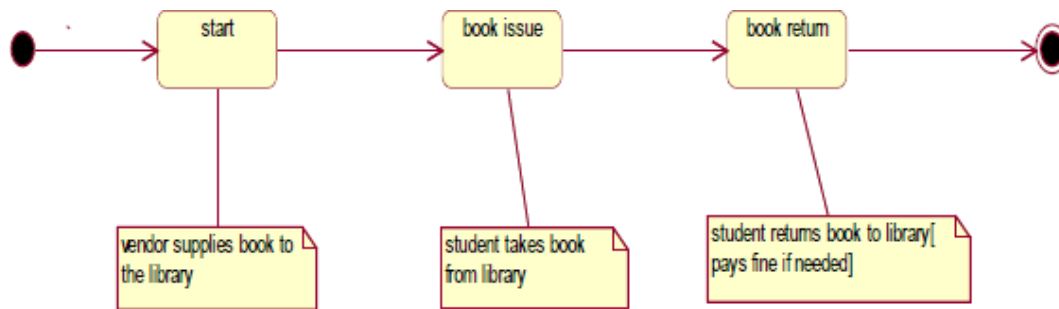 start
book issue
book return
vendor supplies book to
the library
student takes book
from library
student returns book to library[
pays fine if needed]